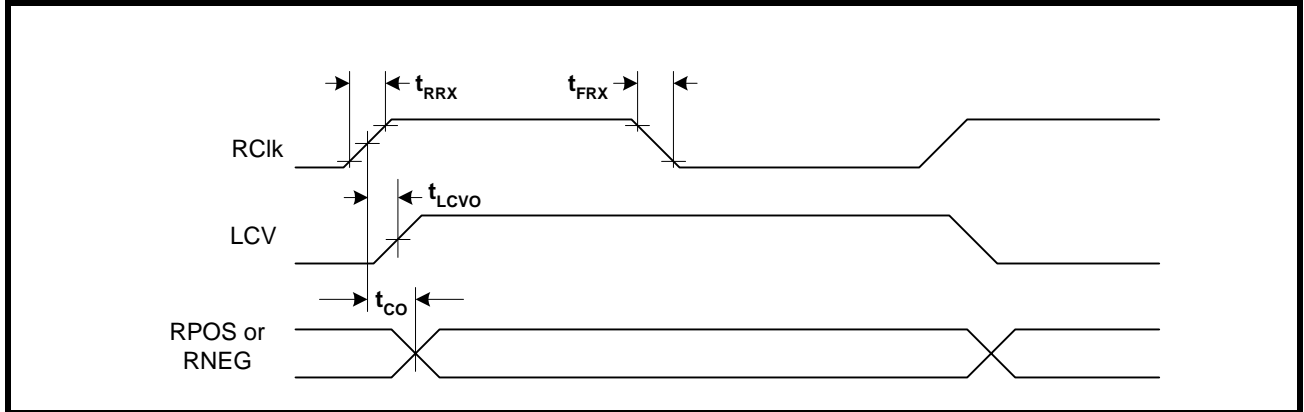 tRRX
tFRX
RClk
tLCVO
LCV
tCO
RPOS or
RNEG